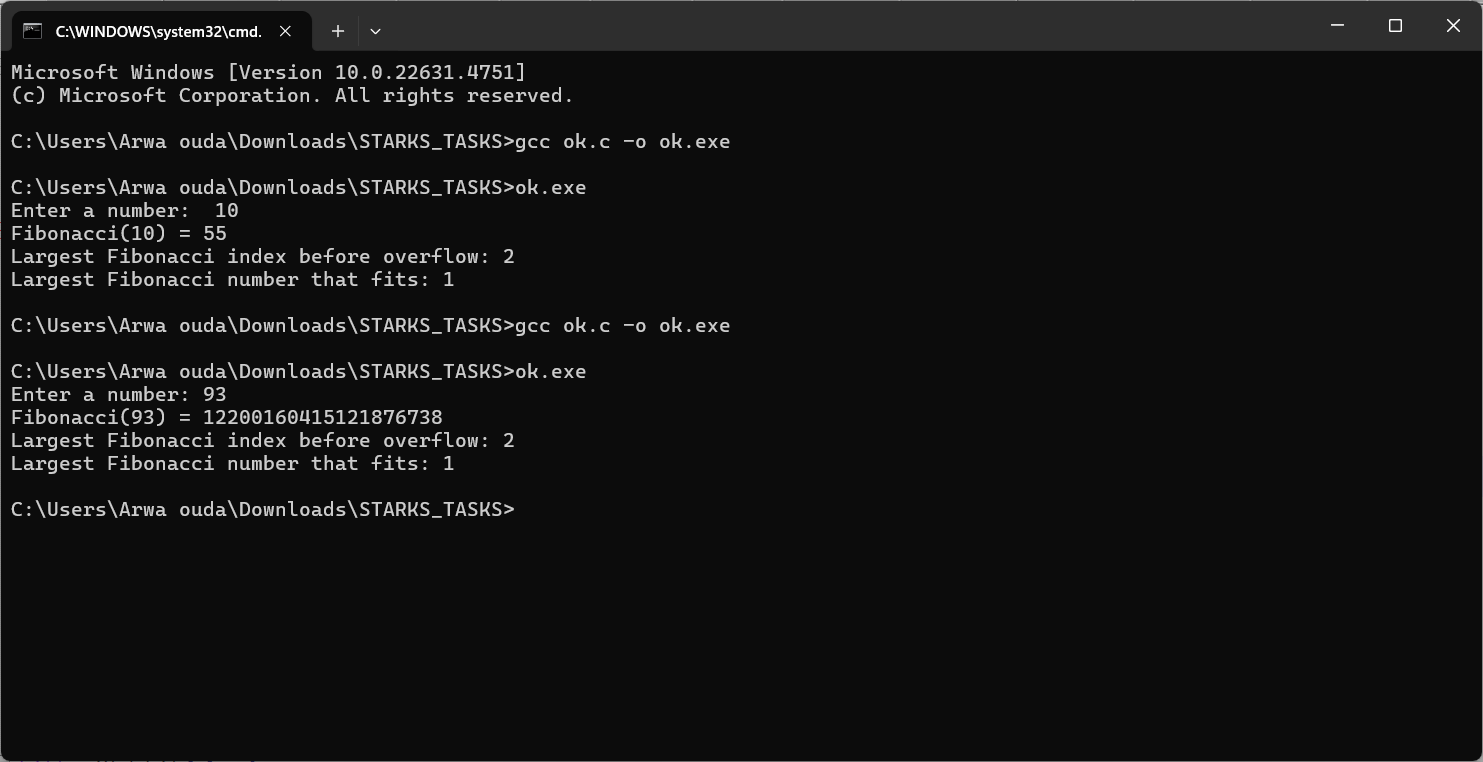 C:\WINDOWS\system32\cmd.
Microsoft Windows [Version 10.0.22631.4751]
(c) Microsoft Corporation. All rights reserved.
C:\Users\Arwa ouda\Downloads\STARKS_TASKS>gcc ok.c -o ok.exe
C:\Users\Arwa ouda\Downloads\STARKS_TASKS>ok.exe
Enter a number:  10
Fibonacci(10) = 55
Largest Fibonacci index before overflow: 2
Largest Fibonacci number that fits: 1
C:\Users\Arwa ouda\Downloads\STARKS_TASKS>gcc ok.c -o ok.exe
C:\Users\Arwa ouda\Downloads\STARKS_TASKS>ok.exe
Enter a number: 93
Fibonacci(93) = 12200160415121876738
Largest Fibonacci index before overflow: 2
Largest Fibonacci number that fits: 1
C:\Users\Arwa ouda\Downloads\STARKS_TASKS>